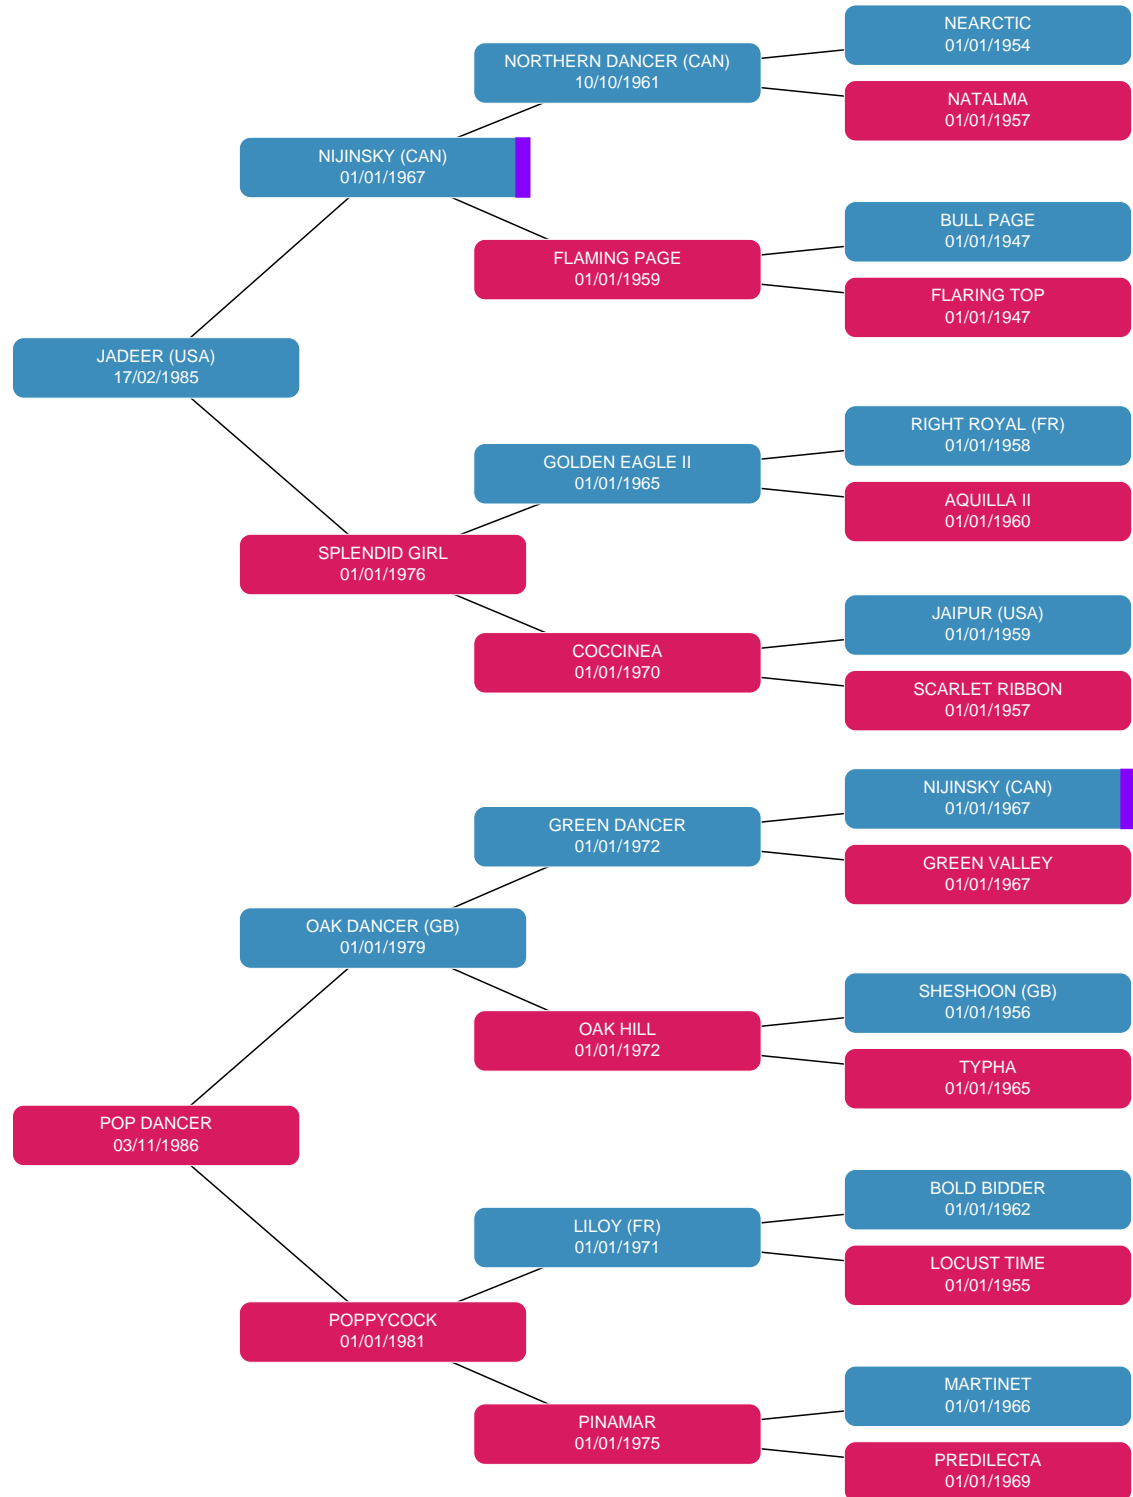 NEARCTIC
01/01/1954
NORTHERN DANCER (CAN)
10/10/1961
NATALMA
01/01/1957
NIJINSKY (CAN)
01/01/1967
BULL PAGE
01/01/1947
FLAMING PAGE
01/01/1959
FLARING TOP
01/01/1947
JADEER (USA)
17/02/1985
RIGHT ROYAL (FR)
01/01/1958
GOLDEN EAGLE II
01/01/1965
AQUILLA II
01/01/1960
SPLENDID GIRL
01/01/1976
JAIPUR (USA)
01/01/1959
COCCINEA
01/01/1970
SCARLET RIBBON
01/01/1957
NIJINSKY (CAN)
01/01/1967
GREEN DANCER
01/01/1972
GREEN VALLEY
01/01/1967
OAK DANCER (GB)
01/01/1979
SHESHOON (GB)
01/01/1956
OAK HILL
01/01/1972
TYPHA
01/01/1965
POP DANCER
03/11/1986
BOLD BIDDER
01/01/1962
LILOY (FR)
01/01/1971
LOCUST TIME
01/01/1955
POPPYCOCK
01/01/1981
MARTINET
01/01/1966
PINAMAR
01/01/1975
PREDILECTA
01/01/1969